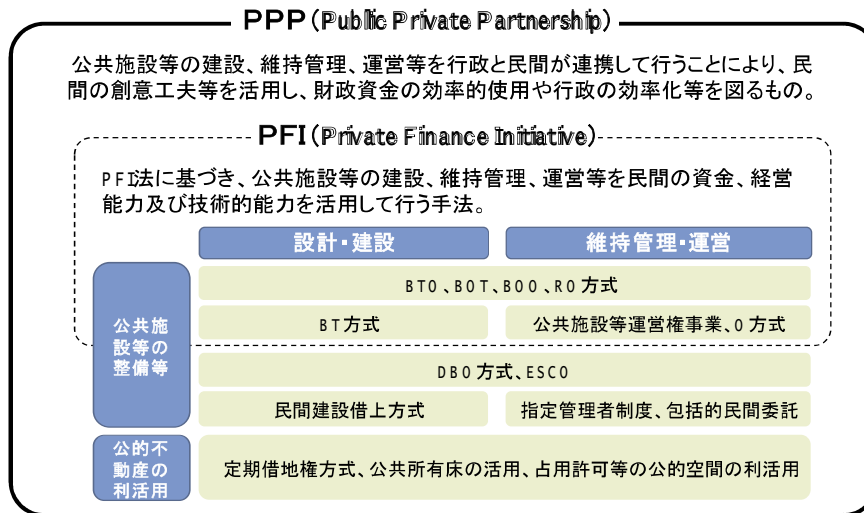 PPP(Public Private Partnership)
公共施設等の建設、維持管理、運営等を行政と民間が連携して行うことにより、民
間の創意工夫等を活用し、財政資金の効率的使用や行政の効率化等を図るもの。
PFI(Private Finance Initiative)
PFI法に基づき、公共施設等の建設、維持管理、運営等を民間の資金、経営
能力及び技術的能力を活用して行う手法。
設計・建設
維持管理・運営
公共施
設等の
整備等
BTO、BOT、BOO、RO方式
BT方式
公共施設等運営権事業、O方式
DBO方式、ESCO
民間建設借上方式
指定管理者制度、包括的民間委託
公的不
動産の
利活用
定期借地権方式、公共所有床の活用、占用許可等の公的空間の利活用